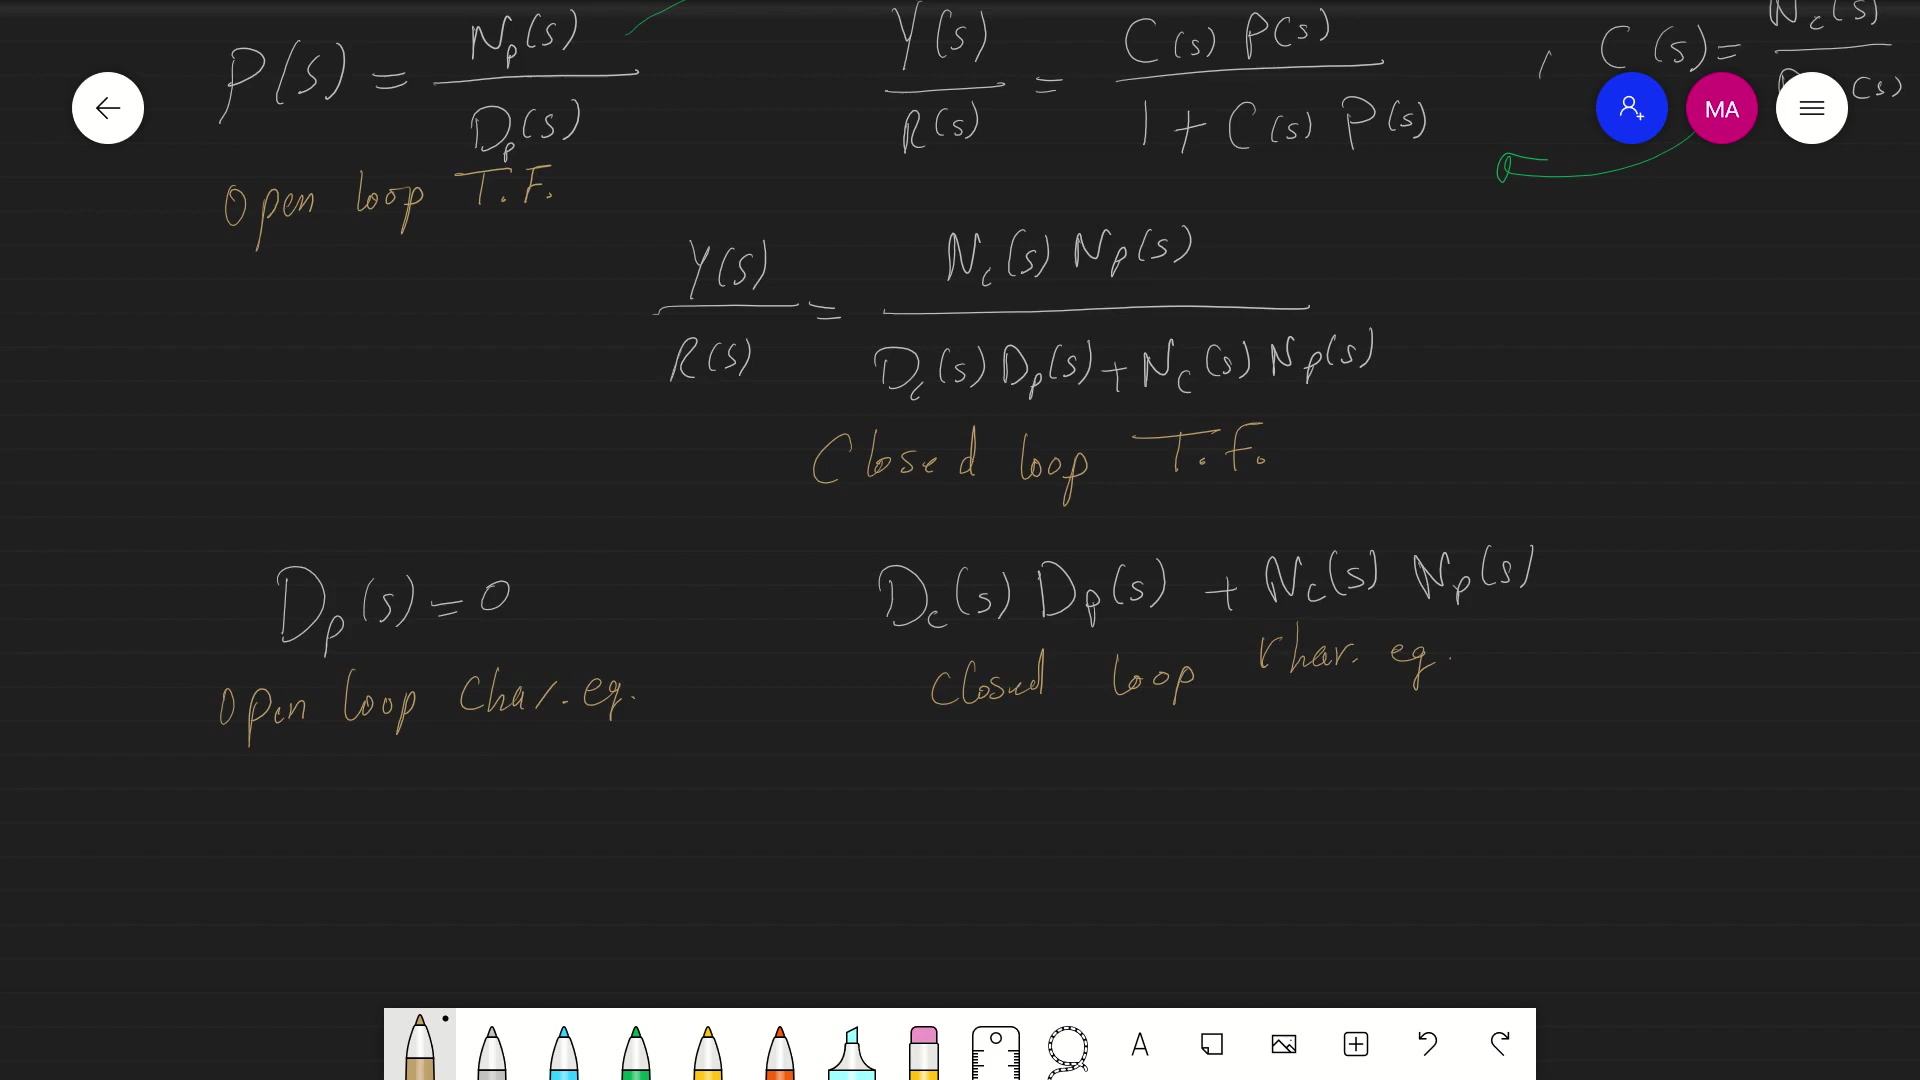 P(s) = Np(s) / Dp(s)
Open loop T.F.
Y(s) / R(s) = C(s) P(s) / 1 + C(s) P(s) , C(s) = Nc(s) / (s)
MA
Y(s) / R(s) = Nc(s) Np(s) / Dc(s) Dp(s) + Nc(s) Np(s)
Closed loop T.F.
Dp(s) = 0
Open loop Char. eq.
Dc(s) Dp(s) + Nc(s) Np(s)
closed loop char. eq.
A